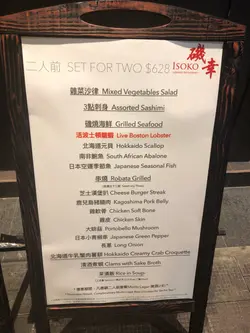 二人前 SET FOR TWO $628
磯幸
ISOKO
雜菜沙律 Mixed Vegetables Salad
3點刺身 Assorted Sashimi
磯燒海鮮 Grilled Seafood
活波士頓龍蝦 Live Boston Lobster
北海道元貝 Hokkaido Scallop
南非鮑魚 South African Abalone
日本空運季節魚 Japanese Seasonal Fish
串燒 Robata Grilled
芝士漢堡扒 Cheese Burger Streak
鹿兒島豬腩肉 Kagoshima Pork Belly
雞軟骨 Chicken Soft Bone
雞皮 Chicken Skin
大啡菇 Portobello Mushroom
日本小青椒 Japanese Green Pepper
長葱 Long Onion
北海道牛乳蟹肉薯餅 Hokkaido Creamy Crab Croquette
清酒煮蜆 Clams with Sake Broth
茶漬飯 Rice in Soup